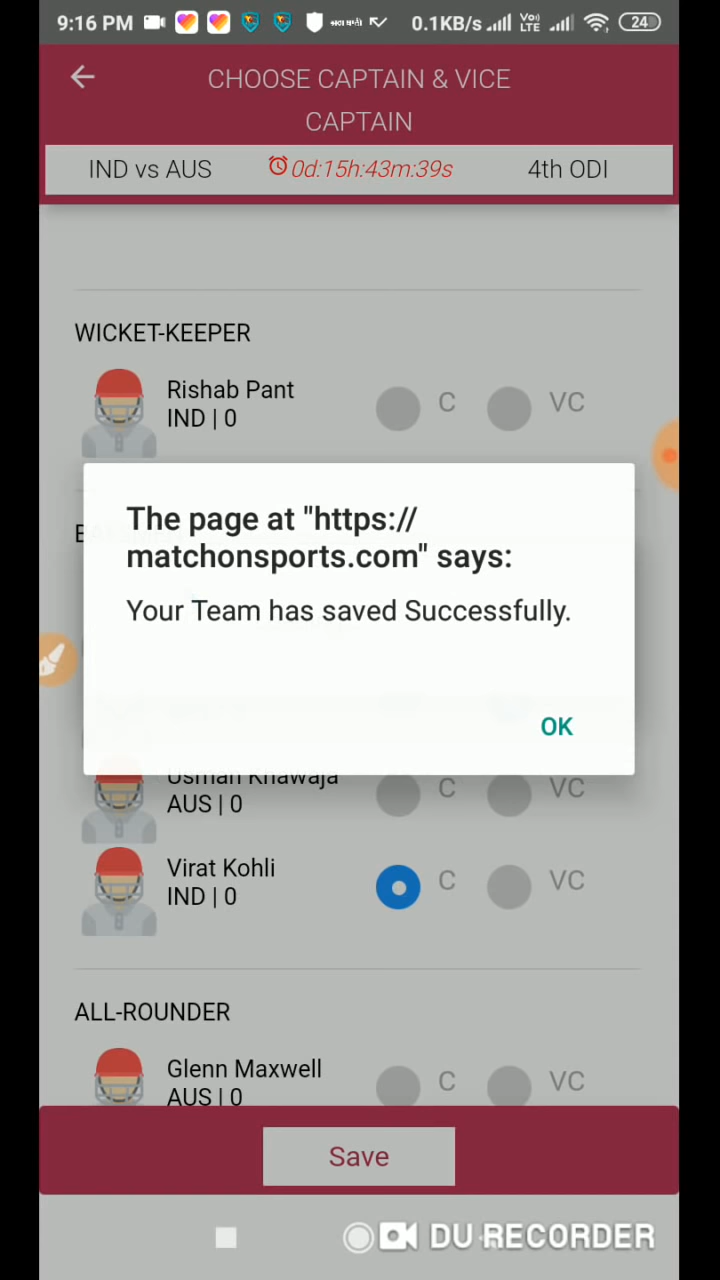 9:16 PM 0.1KB/s Vo) LTE 24
CHOOSE CAPTAIN & VICE
CAPTAIN
IND vs AUS 0d:15h:43m:39s 4th ODI
WICKET-KEEPER
Rishab Pant
IND | 0 C VC
The page at "https://
matchonsports.com" says:
Your Team has saved Successfully.
OK
Usman Khawaja
AUS | 0 C VC
Virat Kohli
IND | 0 C VC
ALL-ROUNDER
Glenn Maxwell
AUS | 0 C VC
Save
DU RECORDER